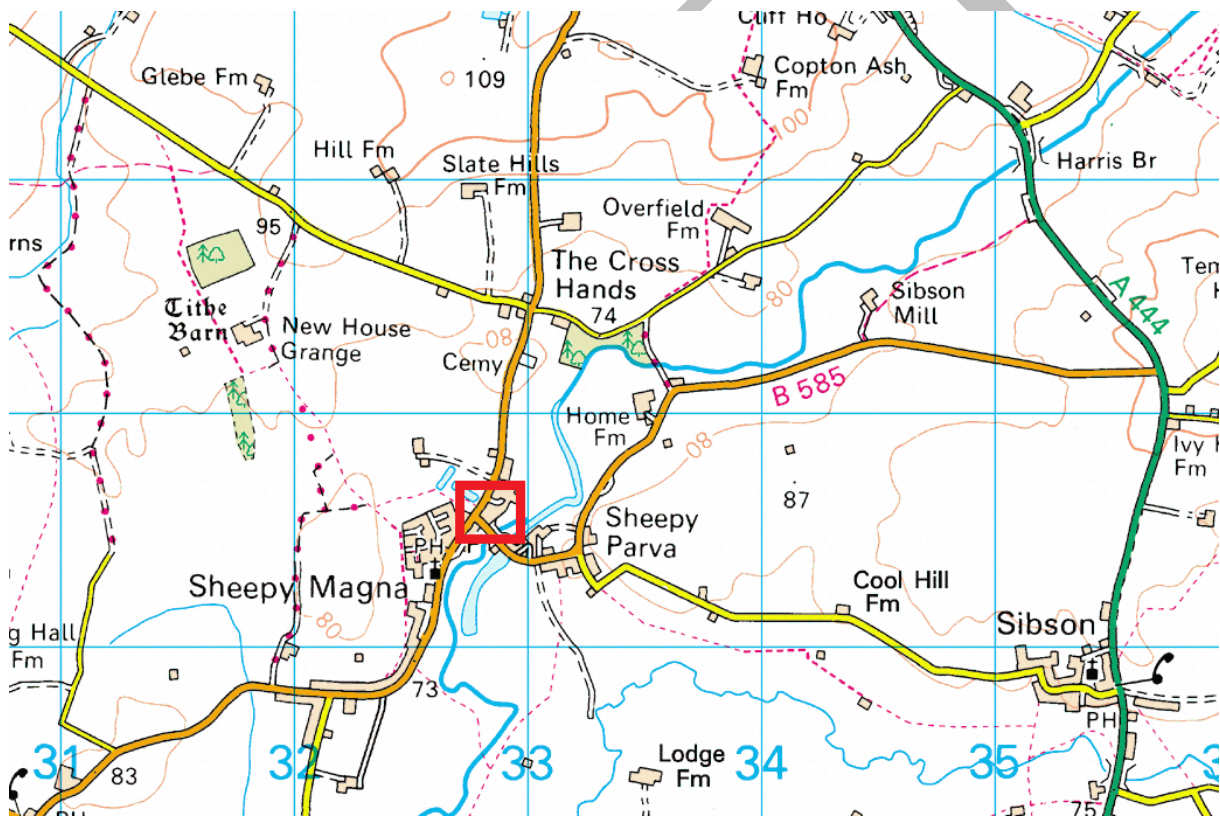 Cliff Ho
Glebe Fm
109
Copton Ash
Fm
100
Hill Fm
Slate Hills
Fm
Harris Br
Overfield
Fm
95
rns
The Cross
Hands
80
74
Sibson
Mill
A 444
Tithe
Barn
New House
Grange
80
Cemy
B 585
Home
Fm
80
Ivy
Fm
87
Sheepy
Parva
PH
Sheepy Magna
Cool Hill
Fm
80
Sibson
g Hall
Fm
73
PH
31
32
33
34
35
83
Lodge
Fm
75
PH